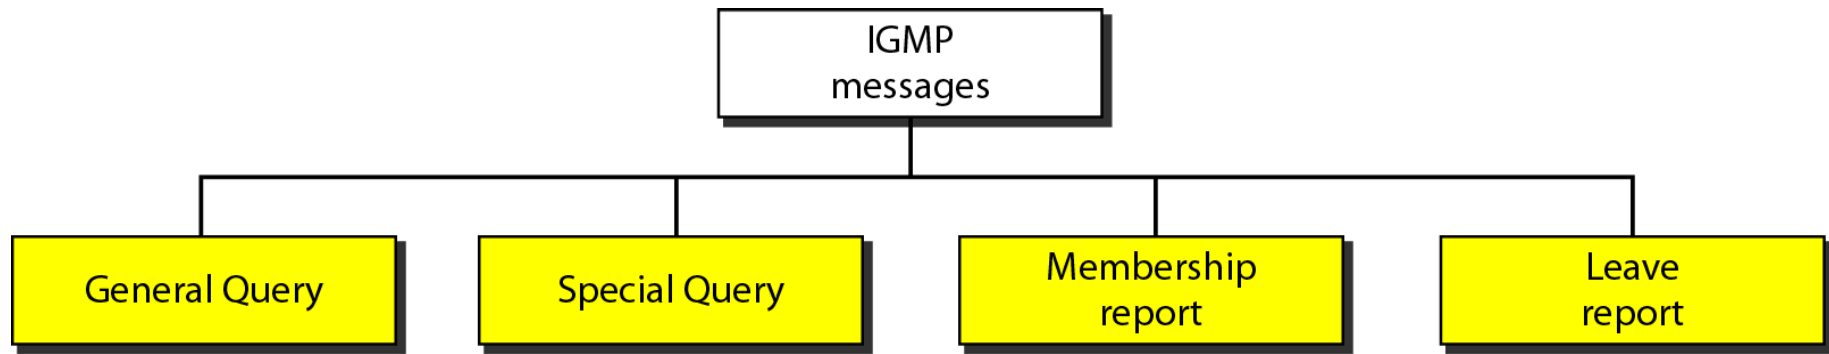 IGMP
messages
General Query
Special Query
Membership
report
Leave
report